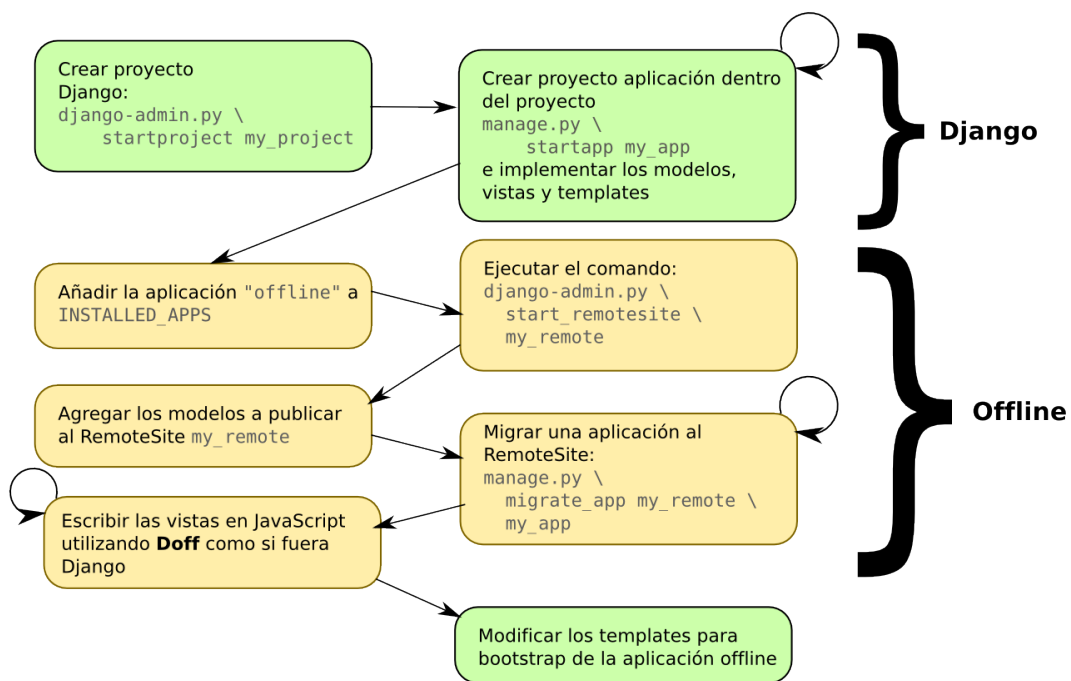 Crear proyecto
Django:
django-admin.py \
startproject my_project
Crear proyecto aplicación dentro
del proyecto
manage.py \
startapp my_app
e implementar los modelos,
vistas y templates
Django
Añadir la aplicación "offline" a
INSTALLED_APPS
Ejecutar el comando:
django-admin.py \
start_remotesite \
my_remote
Agregar los modelos a publicar
al RemoteSite my_remote
Migrar una aplicación al
RemoteSite:
manage.py \
migrate_app my_remote \
my_app
Offline
Escribir las vistas en JavaScript
utilizando Doff como si fuera
Django
Modificar los templates para
bootstrap de la aplicación offline